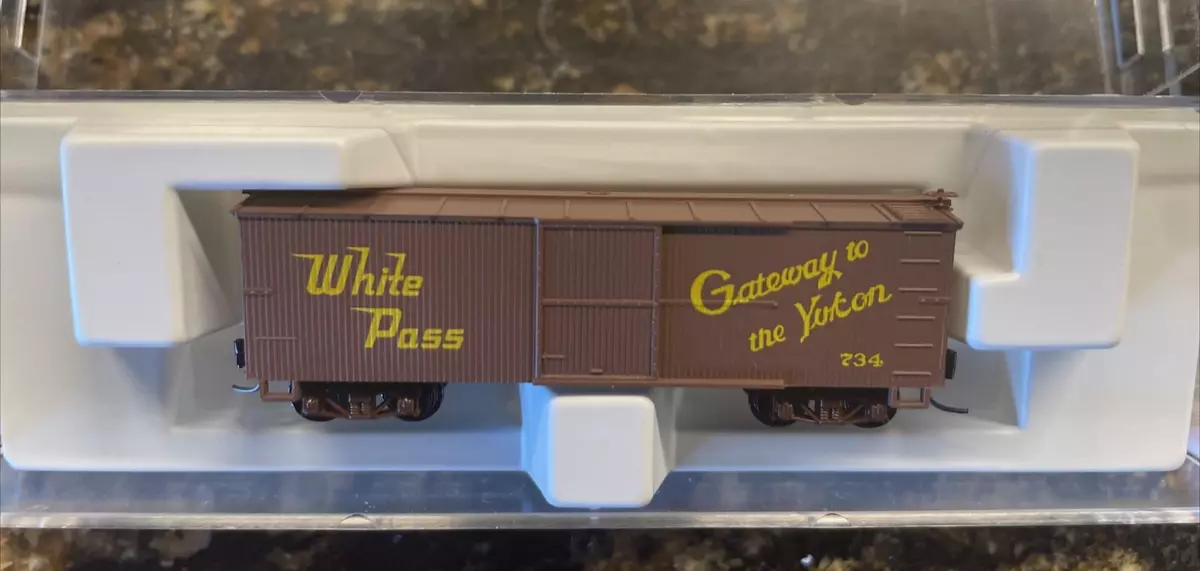 White
Pass
Gateway to
the Yukon
734